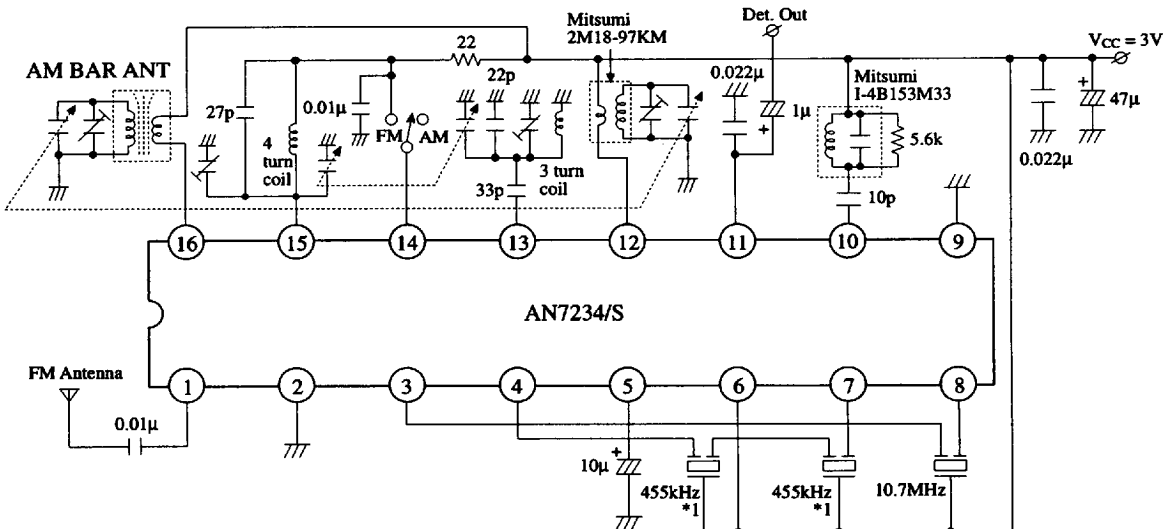 Mitsumi
2M18-97KM
Det. Out
VCC = 3V
AM BAR ANT
22
22p
0.022μ
Mitsumi
I-4B153M33
27p
0.01μ
FM
AM
1μ
+
5.6k
+
47μ
0.022μ
4
turn
coil
33p
3 turn
coil
10p
16
15
14
13
12
11
10
9
AN7234/S
1
2
3
4
5
6
7
8
FM Antenna
0.01μ
+
10μ
455kHz
*1
455kHz
*1
10.7MHz